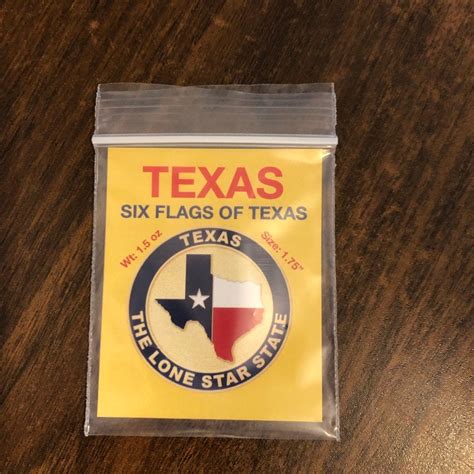 TEXAS
SIX FLAGS OF TEXAS
Wt: 1.5 oz
Size: 1.75"
TEXAS
THE LONE STAR STATE